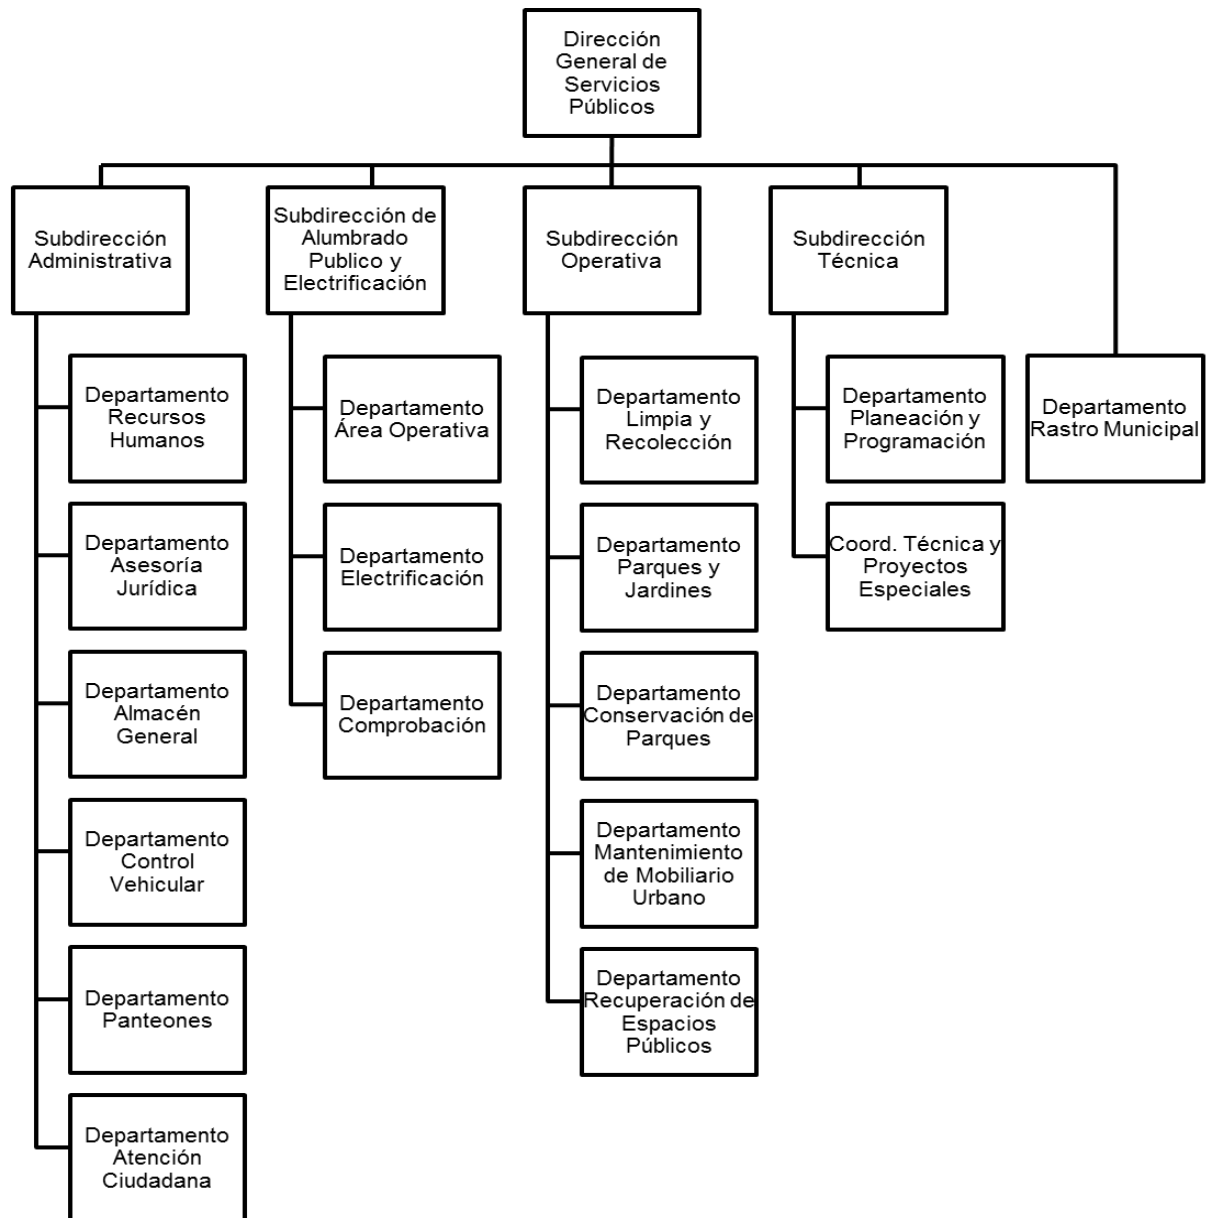 Dirección
General de
Servicios
Públicos
Subdirección
Administrativa
Subdirección de
Alumbrado
Publico y
Electrificación
Subdirección
Operativa
Subdirección
Técnica
Departamento
Recursos
Humanos
Departamento
Área Operativa
Departamento
Limpia y
Recolección
Departamento
Planeación y
Programación
Departamento
Rastro Municipal
Departamento
Asesoría
Jurídica
Departamento
Electrificación
Departamento
Parques y
Jardines
Coord. Técnica y
Proyectos
Especiales
Departamento
Almacén
General
Departamento
Comprobación
Departamento
Conservación de
Parques
Departamento
Control
Vehicular
Departamento
Mantenimiento
de Mobiliario
Urbano
Departamento
Panteones
Departamento
Recuperación de
Espacios
Públicos
Departamento
Atención
Ciudadana